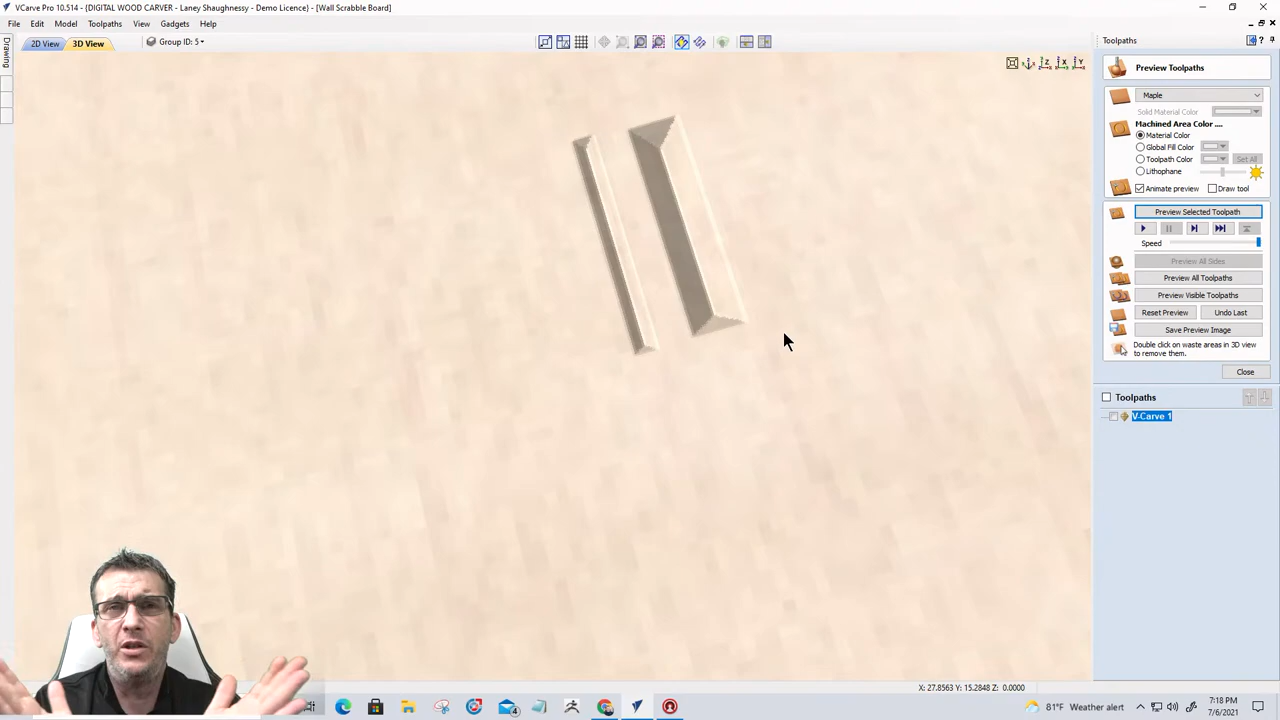 VCarve Pro 10.514 - {DIGITAL WOOD CARVER - Laney Shaughnessy - Demo Licence} - [Wall Scrabble Board]
File Edit Model Toolpaths View Gadgets Help
2D View 3D View Group ID: 5
Drawing
Toolpaths
Preview Toolpaths
Maple
Solid Material Color
Machined Area Color ....
Material Color
Global Fill Color
Toolpath Color Set All
Lithophane
Animate preview Draw tool
Preview Selected Toolpath
Speed
Preview All Sides
Preview All Toolpaths
Preview Visible Toolpaths
Reset Preview Undo Last
Save Preview Image
Double click on waste areas in 3D view
to remove them.
Close
Toolpaths
V-Carve 1
X: 27.8563 Y: 15.2848 Z: 0.0000
81°F Weather alert
7:18 PM
7/6/2021